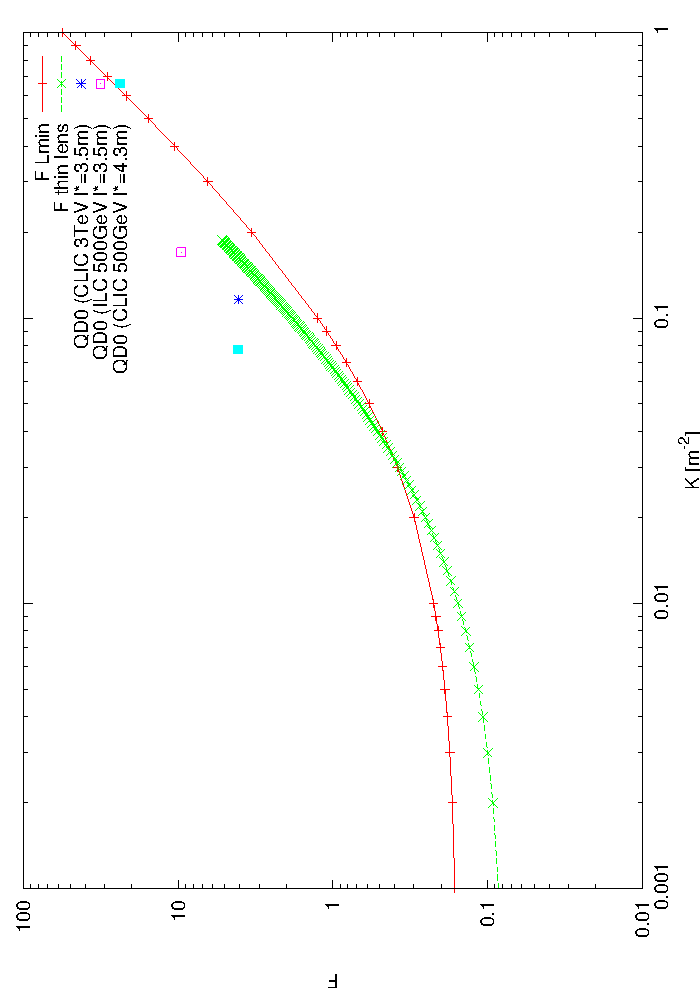 F Lmin
F thin lens
QD0 (CLIC 3TeV l*=3.5m)
QD0 (ILC 500GeV l*=3.5m)
QD0 (CLIC 500GeV l*=4.3m)
F
100
10
1
0.1
0.01
0.001
0.01
0.1
1
K [m⁻²]